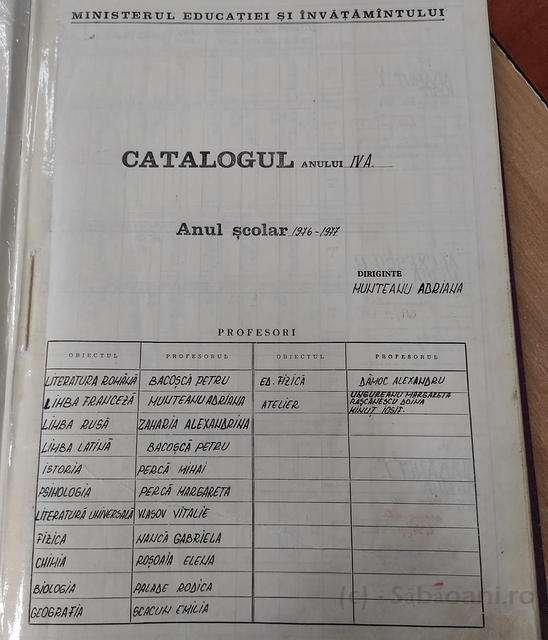 MINISTERUL EDUCAȚIEI ȘI ÎNVĂȚĂMÎNTULUI
CATALOGUL ANULUI IV A.
Anul școlar 1976-1977
DIRIGINTE
MUNTEANU ADRIANA
PROFESORI
OBIECTUL PROFESORUL OBIECTUL PROFESORUL
LITERATURA ROMÂNĂ BACOȘCĂ PETRU ED. FIZICĂ DĂMOC ALEXANDRU
LIMBA FRANCEZĂ MUNTEANU ADRIANA ATELIER UNGUREANU MARGARETA
RAȘCĂNESCU DOINA
MINUȚ IOSIF
LIMBA RUSĂ ZAHARIA ALEXANDRINA
LIMBA LATINĂ BACOȘCĂ PETRU
ISTORIA PERCĂ MIHAI
PSIHOLOGIA PERCĂ MARGARETA
LITERATURĂ UNIVERSALĂ VLASOV VITALIE
FIZICA NANCĂ GABRIELA
CHIMIA ROȘOAIA ELENA
BIOLOGIA PALADE RODICA
GEOGRAFIA SCACUN EMILIA
(c) - Săbăoani.ro